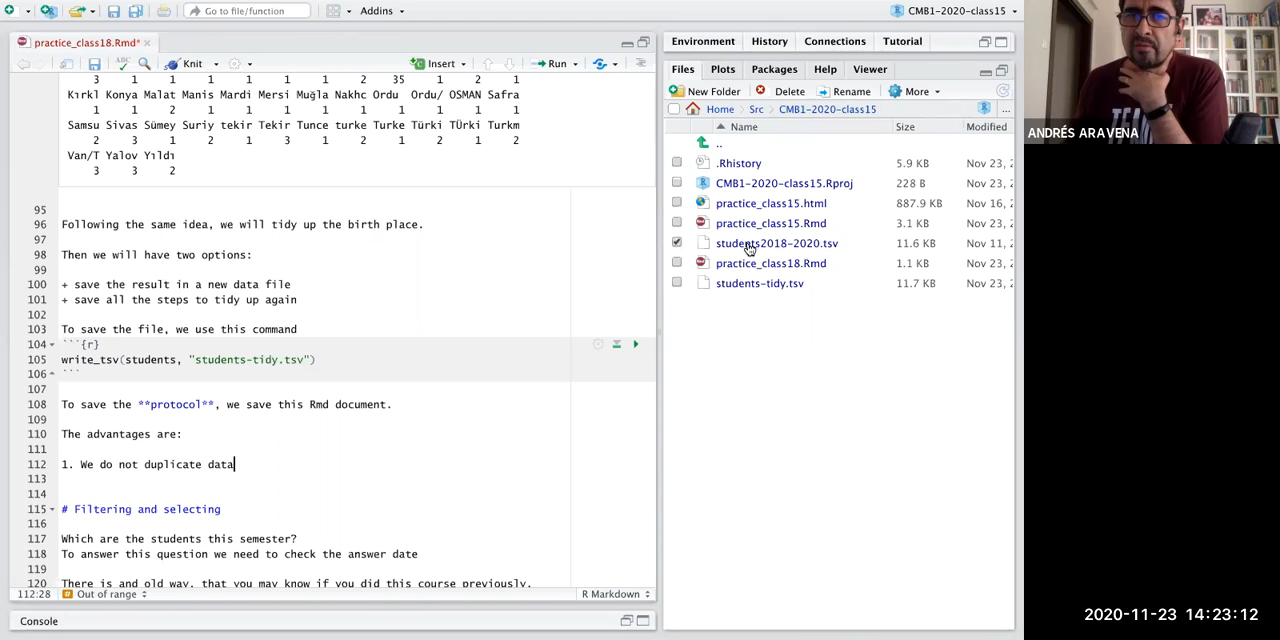 Go to file/function
Addins
CMB1-2020-class15
practice_class18.Rmd*
ABC
Knit
Insert
Run
3 1 1 1 1 1 1 2 35 1 2 1
Kırkl Konya Malat Manis Mardi Mersi Muğla Nakhc Ordu Ordu/ OSMAN Safra
1 1 2 1 1 1 1 1 1 1 1 1
Samsu Sivas Sümey Suriy tekir Tekir Tunce turke Turke Türki TÜrki Turkm
2 3 1 2 1 3 1 1 2 2 1 2
Van/T Yalov Yıldı
3 3 2
95
96 Following the same idea, we will tidy up the birth place.
97
98 Then we will have two options:
99
100 + save the result in a new data file
101 + save all the steps to tidy up again
102
103 To save the file, we use this command
104 ```{r}
105 write_tsv(students, "students-tidy.tsv")
106 ```
107
108 To save the **protocol**, we save this Rmd document.
109
110 The advantages are:
111
112 1. We do not duplicate data
113
114
115 # Filtering and selecting
116
117 Which are the students this semester?
118 To answer this question we need to check the answer date
119
120 There is and old way, that you may know if you did this course previously.
112:28 # Out of range R Markdown
Console
Environment History Connections Tutorial
Files Plots Packages Help Viewer
New Folder Delete Rename More
Home Src CMB1-2020-class15 ...
Name Size Modified
..
.Rhistory 5.9 KB Nov 23, 2
CMB1-2020-class15.Rproj 228 B Nov 23, 2
practice_class15.html 887.9 KB Nov 16, 2
practice_class15.Rmd 3.1 KB Nov 23, 2
students2018-2020.tsv 11.6 KB Nov 11, 2
practice_class18.Rmd 1.1 KB Nov 23, 2
students-tidy.tsv 11.7 KB Nov 23, 2
ANDRÉS ARAVENA
2020-11-23 14:23:12